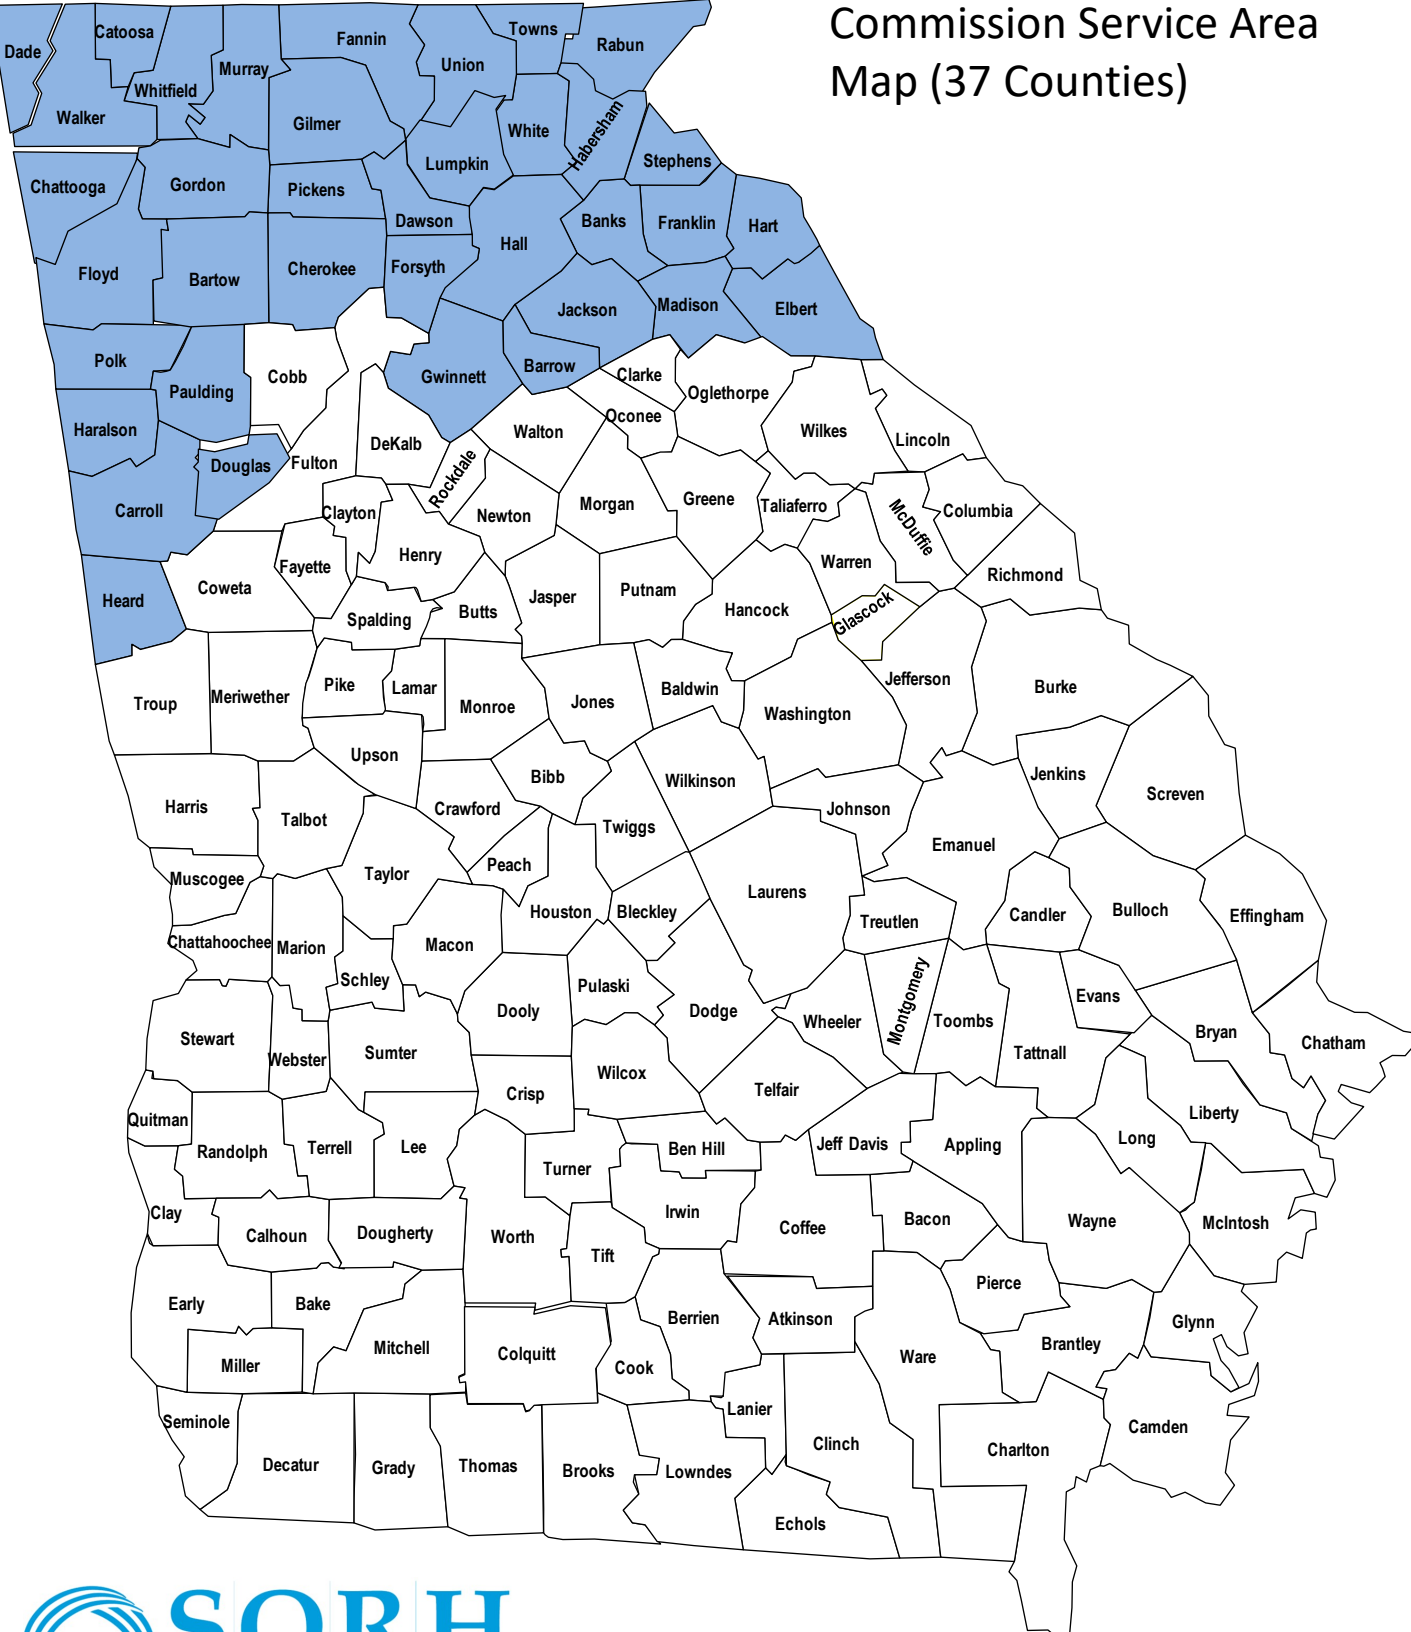 Commission Service Area
Map (37 Counties)
Dade
Catoosa
Whitfield
Murray
Fannin
Union
Towns
Rabun
Walker
Gilmer
White
Habersham
Lumpkin
Stephens
Chattooga
Gordon
Pickens
Dawson
Hall
Banks
Franklin
Hart
Floyd
Bartow
Cherokee
Forsyth
Jackson
Madison
Elbert
Polk
Paulding
Cobb
Gwinnett
Barrow
Clarke
Oglethorpe
Haralson
Oconee
Walton
Wilkes
Lincoln
DeKalb
Douglas
Fulton
Rockdale
Carroll
Clayton
Newton
Morgan
Greene
Taliaferro
McDuffie
Columbia
Henry
Fayette
Warren
Richmond
Heard
Coweta
Spalding
Butts
Jasper
Putnam
Hancock
Glascock
Pike
Lamar
Monroe
Jones
Baldwin
Jefferson
Burke
Troup
Meriwether
Washington
Upson
Bibb
Wilkinson
Jenkins
Screven
Harris
Talbot
Crawford
Twiggs
Johnson
Emanuel
Muscogee
Taylor
Peach
Laurens
Houston
Bleckley
Treutlen
Candler
Bulloch
Effingham
Chattahoochee
Marion
Macon
Schley
Pulaski
Montgomery
Evans
Stewart
Webster
Sumter
Dooly
Dodge
Wheeler
Toombs
Tattnall
Bryan
Chatham
Quitman
Crisp
Wilcox
Telfair
Liberty
Randolph
Terrell
Lee
Turner
Ben Hill
Jeff Davis
Appling
Long
Clay
Calhoun
Dougherty
Worth
Irwin
Coffee
Bacon
Wayne
McIntosh
Tift
Early
Bake
Berrien
Atkinson
Pierce
Glynn
Miller
Mitchell
Colquitt
Cook
Ware
Brantley
Seminole
Lanier
Camden
Decatur
Grady
Thomas
Brooks
Lowndes
Clinch
Charlton
Echols
SORH